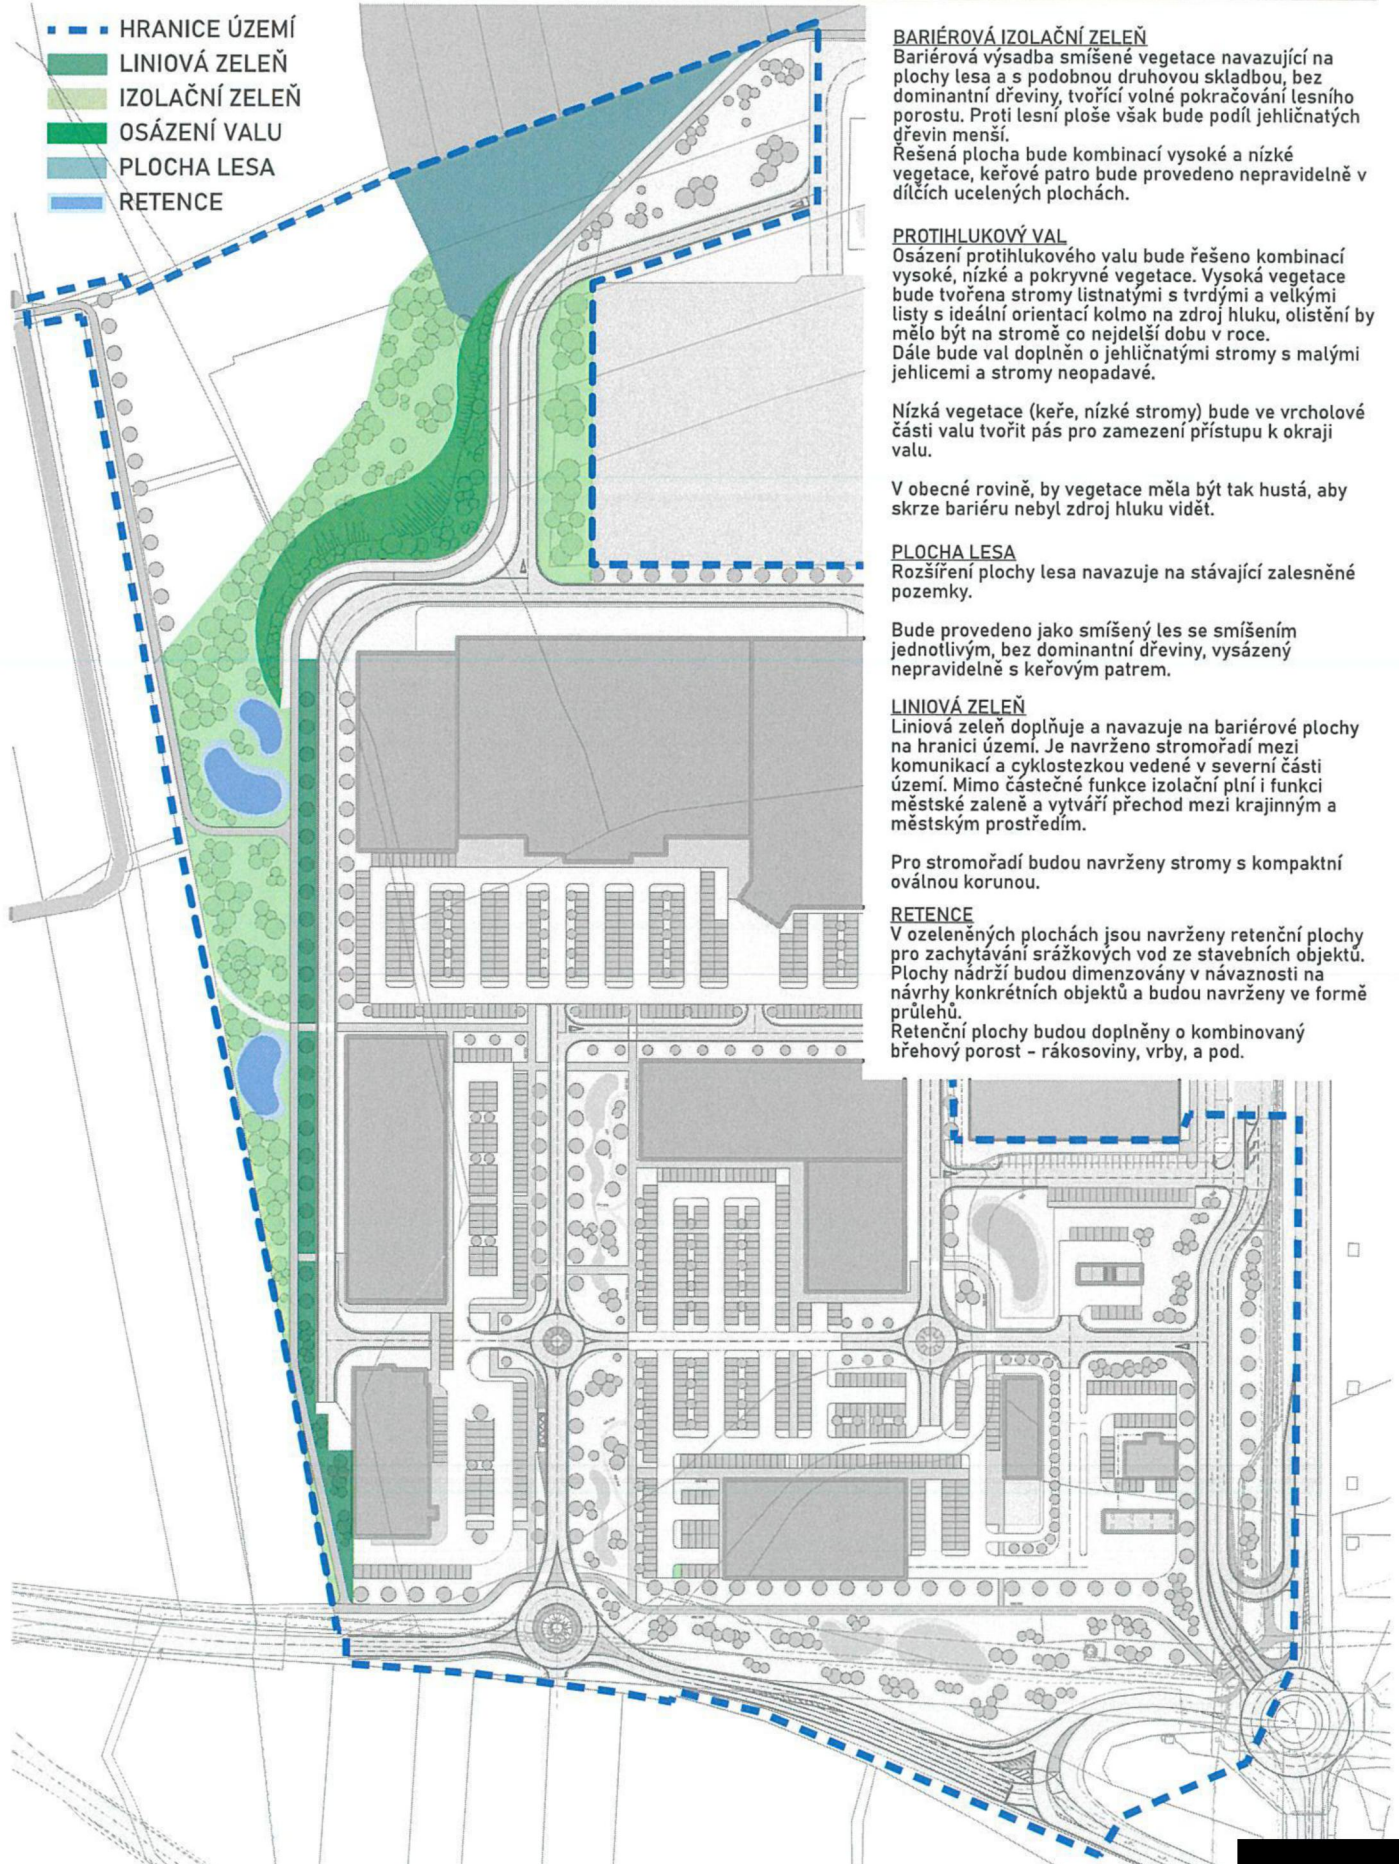 HRANICE ÚZEMÍ
LINIOVÁ ZELEŇ
IZOLAČNÍ ZELEŇ
OSÁZENÍ VALU
PLOCHA LESA
RETENCE
BARIÉROVÁ IZOLAČNÍ ZELEŇ
Bariérová výsadba smíšené vegetace navazující na
plochy lesa a s podobnou druhovou skladbou, bez
dominantní dřeviny, tvořící volné pokračování lesního
porostu. Proti lesní ploše však bude podíl jehličnatých
dřevin menší.
Řešená plocha bude kombinací vysoké a nízké
vegetace, keřové patro bude provedeno nepravidelně v
dílčích ucelených plochách.
PROTIHLUKOVÝ VAL
Osázení protihlukového valu bude řešeno kombinací
vysoké, nízké a pokryvné vegetace. Vysoká vegetace
bude tvořena stromy listnatými s tvrdými a velkými
listy s ideální orientací kolmo na zdroj hluku, olistění by
mělo být na stromě co nejdelší dobu v roce.
Dále bude val doplněn o jehličnatými stromy s malými
jehlicemi a stromy neopadavé.
Nízká vegetace (keře, nízké stromy) bude ve vrcholové
části valu tvořit pás pro zamezení přístupu k okraji
valu.
V obecné rovině, by vegetace měla být tak hustá, aby
skrze bariéru nebyl zdroj hluku vidět.
PLOCHA LESA
Rozšíření plochy lesa navazuje na stávající zalesněné
pozemky.
Bude provedeno jako smíšený les se smíšením
jednotlivým, bez dominantní dřeviny, vysázený
nepravidelně s keřovým patrem.
LINIOVÁ ZELEŇ
Liniová zeleň doplňuje a navazuje na bariérové plochy
na hranici území. Je navrženo stromořadí mezi
komunikací a cyklostezkou vedené v severní části
území. Mimo částečné funkce izolační plní i funkci
městské zaleně a vytváří přechod mezi krajinným a
městským prostředím.
Pro stromořadí budou navrženy stromy s kompaktní
oválnou korunou.
RETENCE
V ozeleněných plochách jsou navrženy retenční plochy
pro zachytávání srážkových vod ze stavebních objektů.
Plochy nádrží budou dimenzovány v návaznosti na
návrhy konkrétních objektů a budou navrženy ve formě
průlehů.
Retenční plochy budou doplněny o kombinovaný
břehový porost – rákosoviny, vrby, a pod.